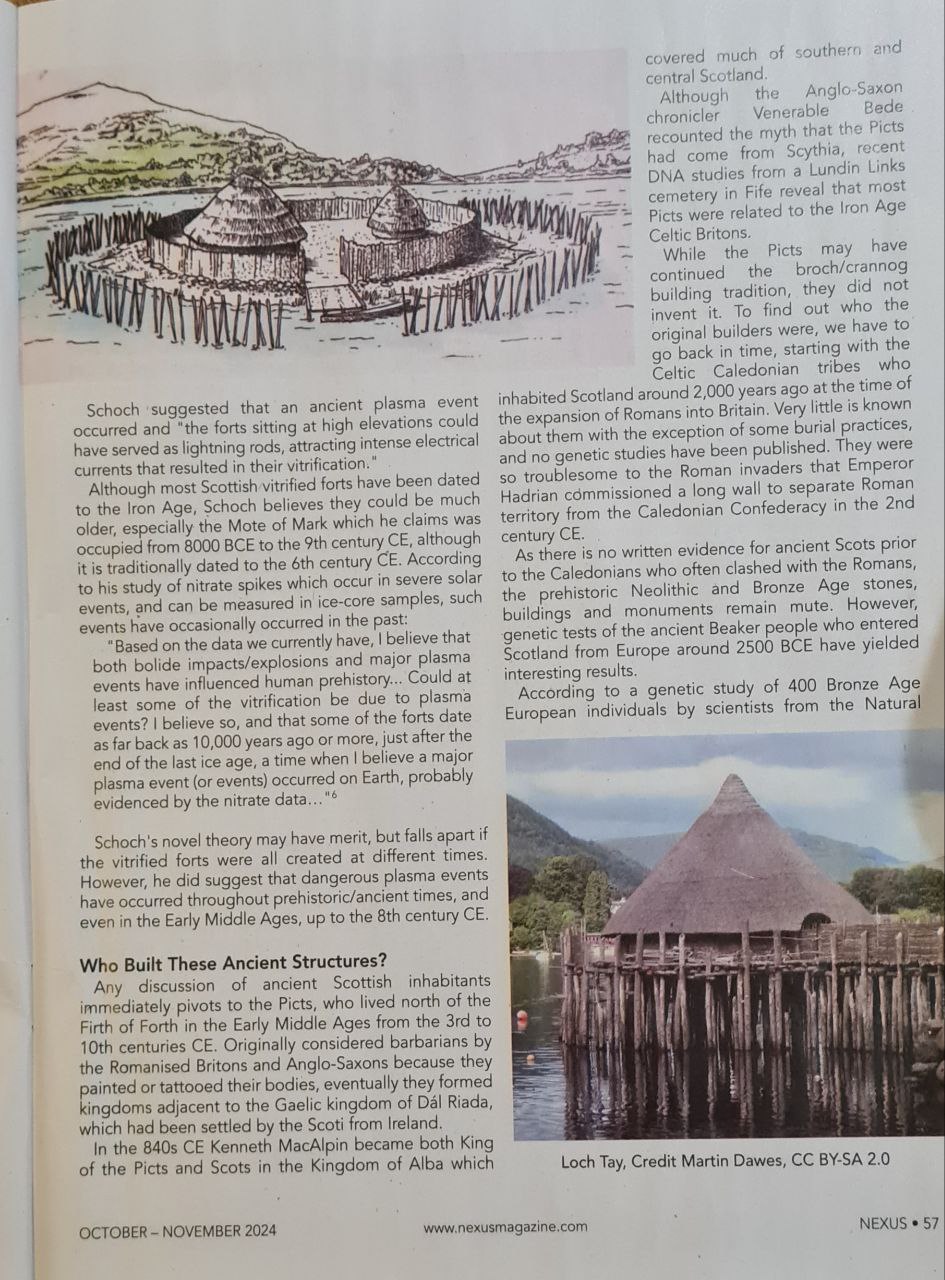 Schoch suggested that an ancient plasma event
occurred and "the forts sitting at high elevations could
have served as lightning rods, attracting intense electrical
currents that resulted in their vitrification."
Although most Scottish vitrified forts have been dated
to the Iron Age, Schoch believes they could be much
older, especially the Mote of Mark which he claims was
occupied from 8000 BCE to the 9th century CE, although
it is traditionally dated to the 6th century CE. According
to his study of nitrate spikes which occur in severe solar
events, and can be measured in ice-core samples, such
events have occasionally occurred in the past:
"Based on the data we currently have, I believe that
both bolide impacts/explosions and major plasma
events have influenced human prehistory... Could at
least some of the vitrification be due to plasma
events? I believe so, and that some of the forts date
as far back as 10,000 years ago or more, just after the
end of the last ice age, a time when I believe a major
plasma event (or events) occurred on Earth, probably
evidenced by the nitrate data..."6
Schoch's novel theory may have merit, but falls apart if
the vitrified forts were all created at different times.
However, he did suggest that dangerous plasma events
have occurred throughout prehistoric/ancient times, and
even in the Early Middle Ages, up to the 8th century CE.
Who Built These Ancient Structures?
Any discussion of ancient Scottish inhabitants
immediately pivots to the Picts, who lived north of the
Firth of Forth in the Early Middle Ages from the 3rd to
10th centuries CE. Originally considered barbarians by
the Romanised Britons and Anglo-Saxons because they
painted or tattooed their bodies, eventually they formed
kingdoms adjacent to the Gaelic kingdom of Dál Riada,
which had been settled by the Scoti from Ireland.
In the 840s CE Kenneth MacAlpin became both King
of the Picts and Scots in the Kingdom of Alba which
covered much of southern and
central Scotland.
Although the Anglo-Saxon
chronicler Venerable Bede
recounted the myth that the Picts
had come from Scythia, recent
DNA studies from a Lundin Links
cemetery in Fife reveal that most
Picts were related to the Iron Age
Celtic Britons.
While the Picts may have
continued the broch/crannog
building tradition, they did not
invent it. To find out who the
original builders were, we have to
go back in time, starting with the
Celtic Caledonian tribes who
inhabited Scotland around 2,000 years ago at the time of
the expansion of Romans into Britain. Very little is known
about them with the exception of some burial practices,
and no genetic studies have been published. They were
so troublesome to the Roman invaders that Emperor
Hadrian commissioned a long wall to separate Roman
territory from the Caledonian Confederacy in the 2nd
century CE.
As there is no written evidence for ancient Scots prior
to the Caledonians who often clashed with the Romans,
the prehistoric Neolithic and Bronze Age stones,
buildings and monuments remain mute. However,
genetic tests of the ancient Beaker people who entered
Scotland from Europe around 2500 BCE have yielded
interesting results.
According to a genetic study of 400 Bronze Age
European individuals by scientists from the Natural
Loch Tay, Credit Martin Dawes, CC BY-SA 2.0
OCTOBER – NOVEMBER 2024
www.nexusmagazine.com
NEXUS • 57